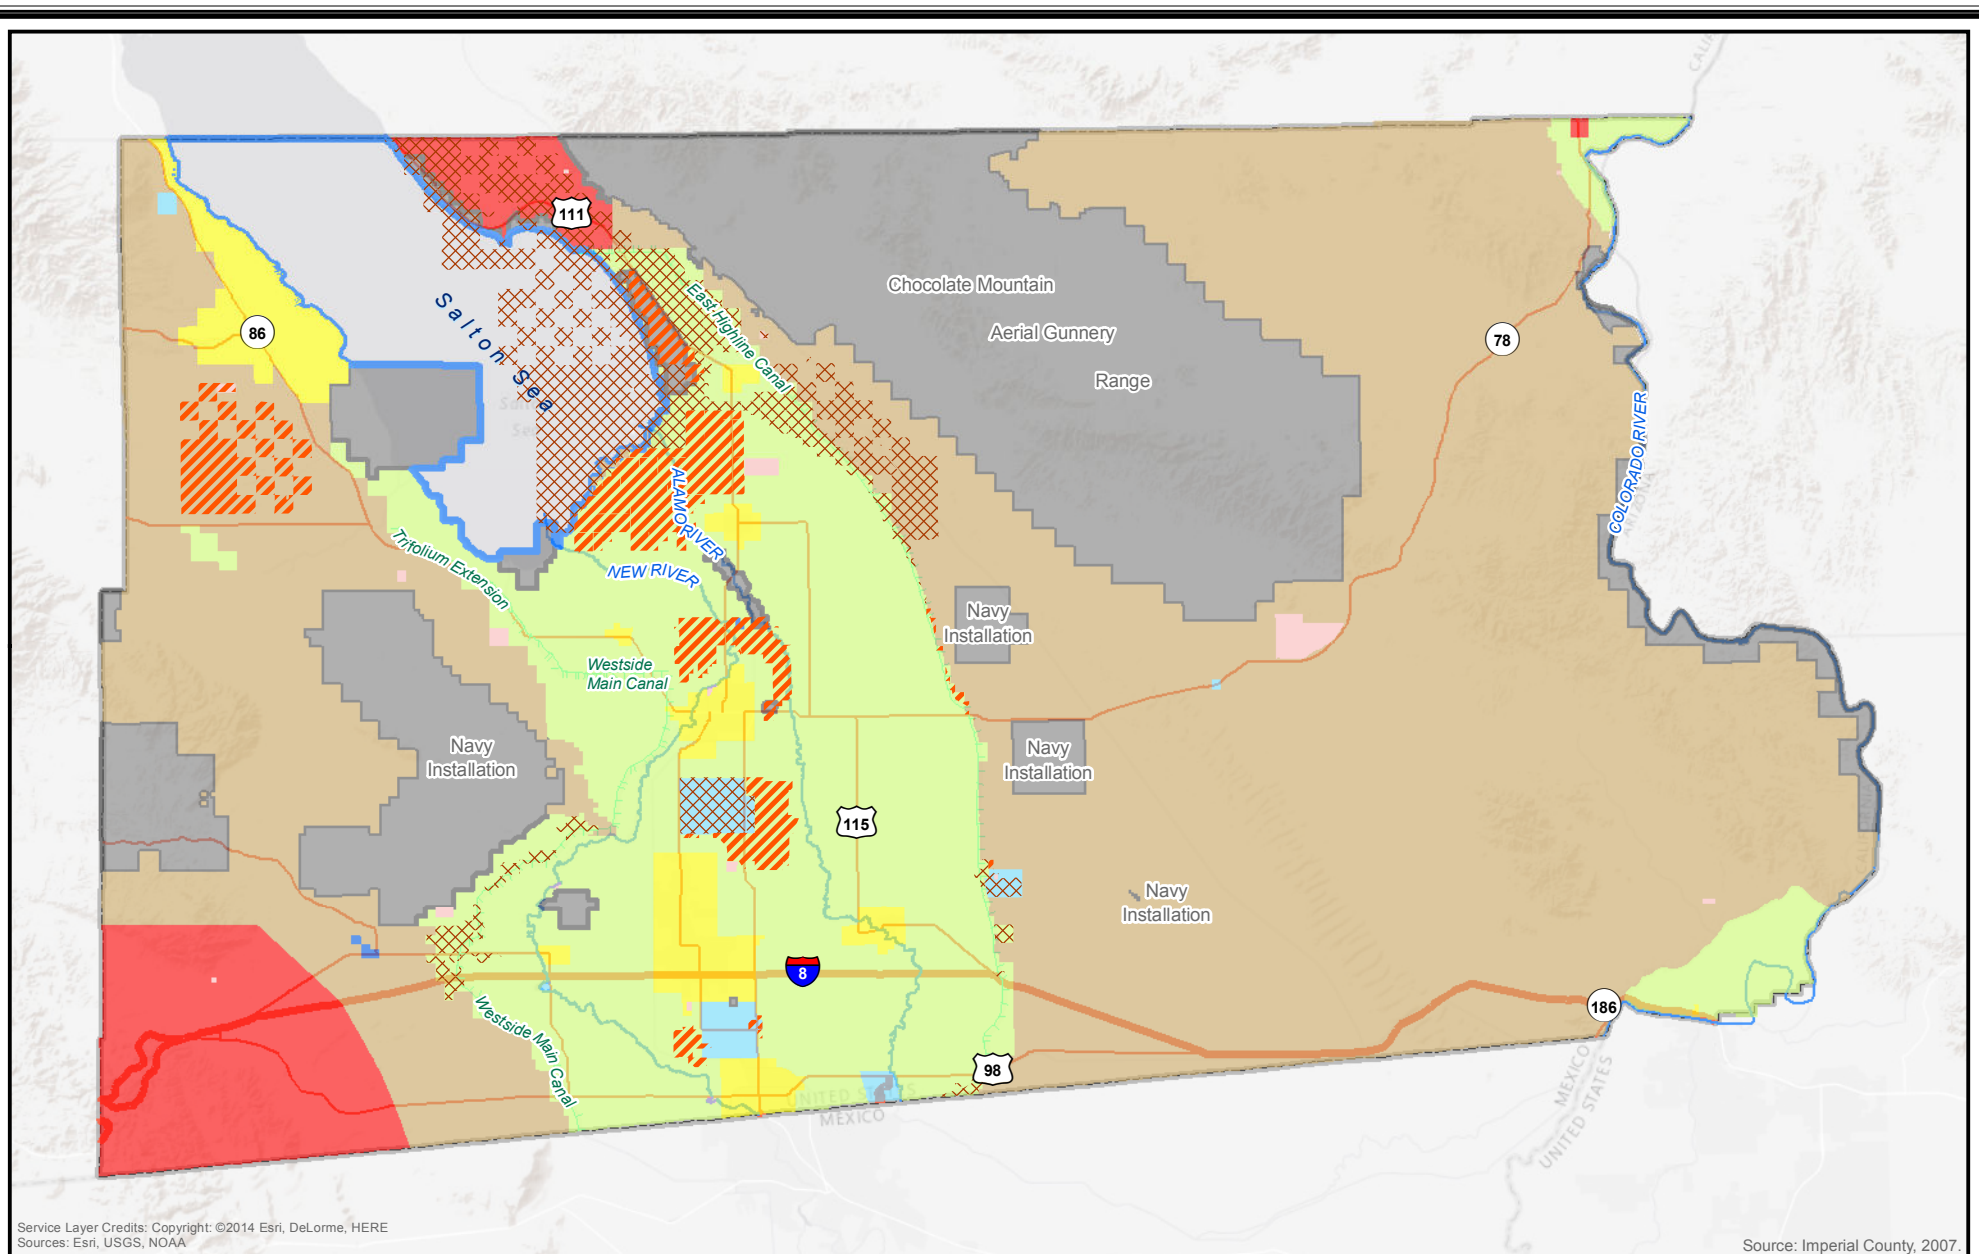 111
86
78
Chocolate Mountain
Aerial Gunnery
Range
East Highline Canal
Salton Sea
COLORADO RIVER
ALAMO RIVER
NEW RIVER
Trifolium Extension
Westside
Main Canal
Navy
Installation
Navy
Installation
Navy
Installation
115
Navy
Installation
8
186
98
Westside Main Canal
UNITED STATES
MEXICO
MEXICO
UNITED STATES
Service Layer Credits: Copyright: ©2014 Esri, DeLorme, HERE
Sources: Esri, USGS, NOAA
Source: Imperial County, 2007.